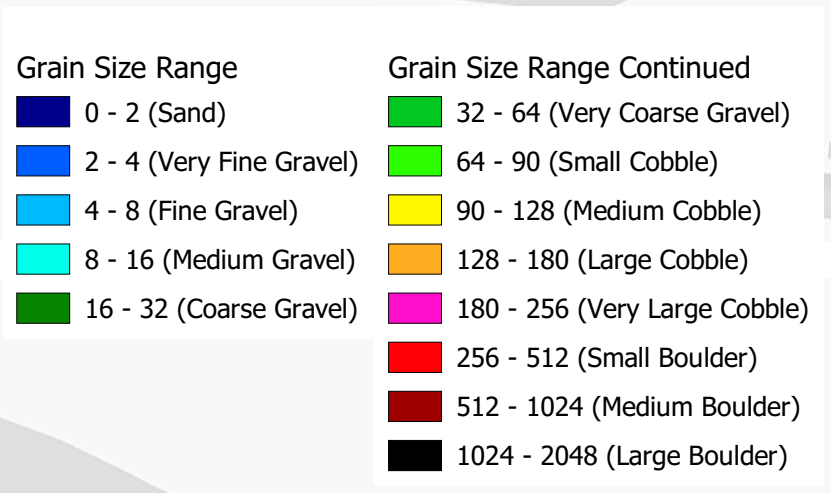 Grain Size Range
0 - 2 (Sand)
2 - 4 (Very Fine Gravel)
4 - 8 (Fine Gravel)
8 - 16 (Medium Gravel)
16 - 32 (Coarse Gravel)
Grain Size Range Continued
32 - 64 (Very Coarse Gravel)
64 - 90 (Small Cobble)
90 - 128 (Medium Cobble)
128 - 180 (Large Cobble)
180 - 256 (Very Large Cobble)
256 - 512 (Small Boulder)
512 - 1024 (Medium Boulder)
1024 - 2048 (Large Boulder)